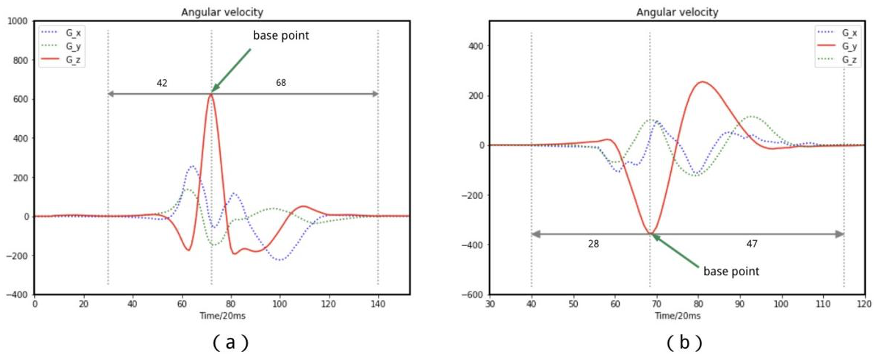 Angular velocity
1000
800
600
400
200
0
−200
−400
G_x
G_y
G_z
base point
42
68
0 20 40 60 80 100 120 140
Time/20ms
(a)
Angular velocity
400
200
0
−200
−400
−600
G_x
G_y
G_z
28
47
base point
30 40 50 60 70 80 90 100 110 120
Time/20ms
(b)